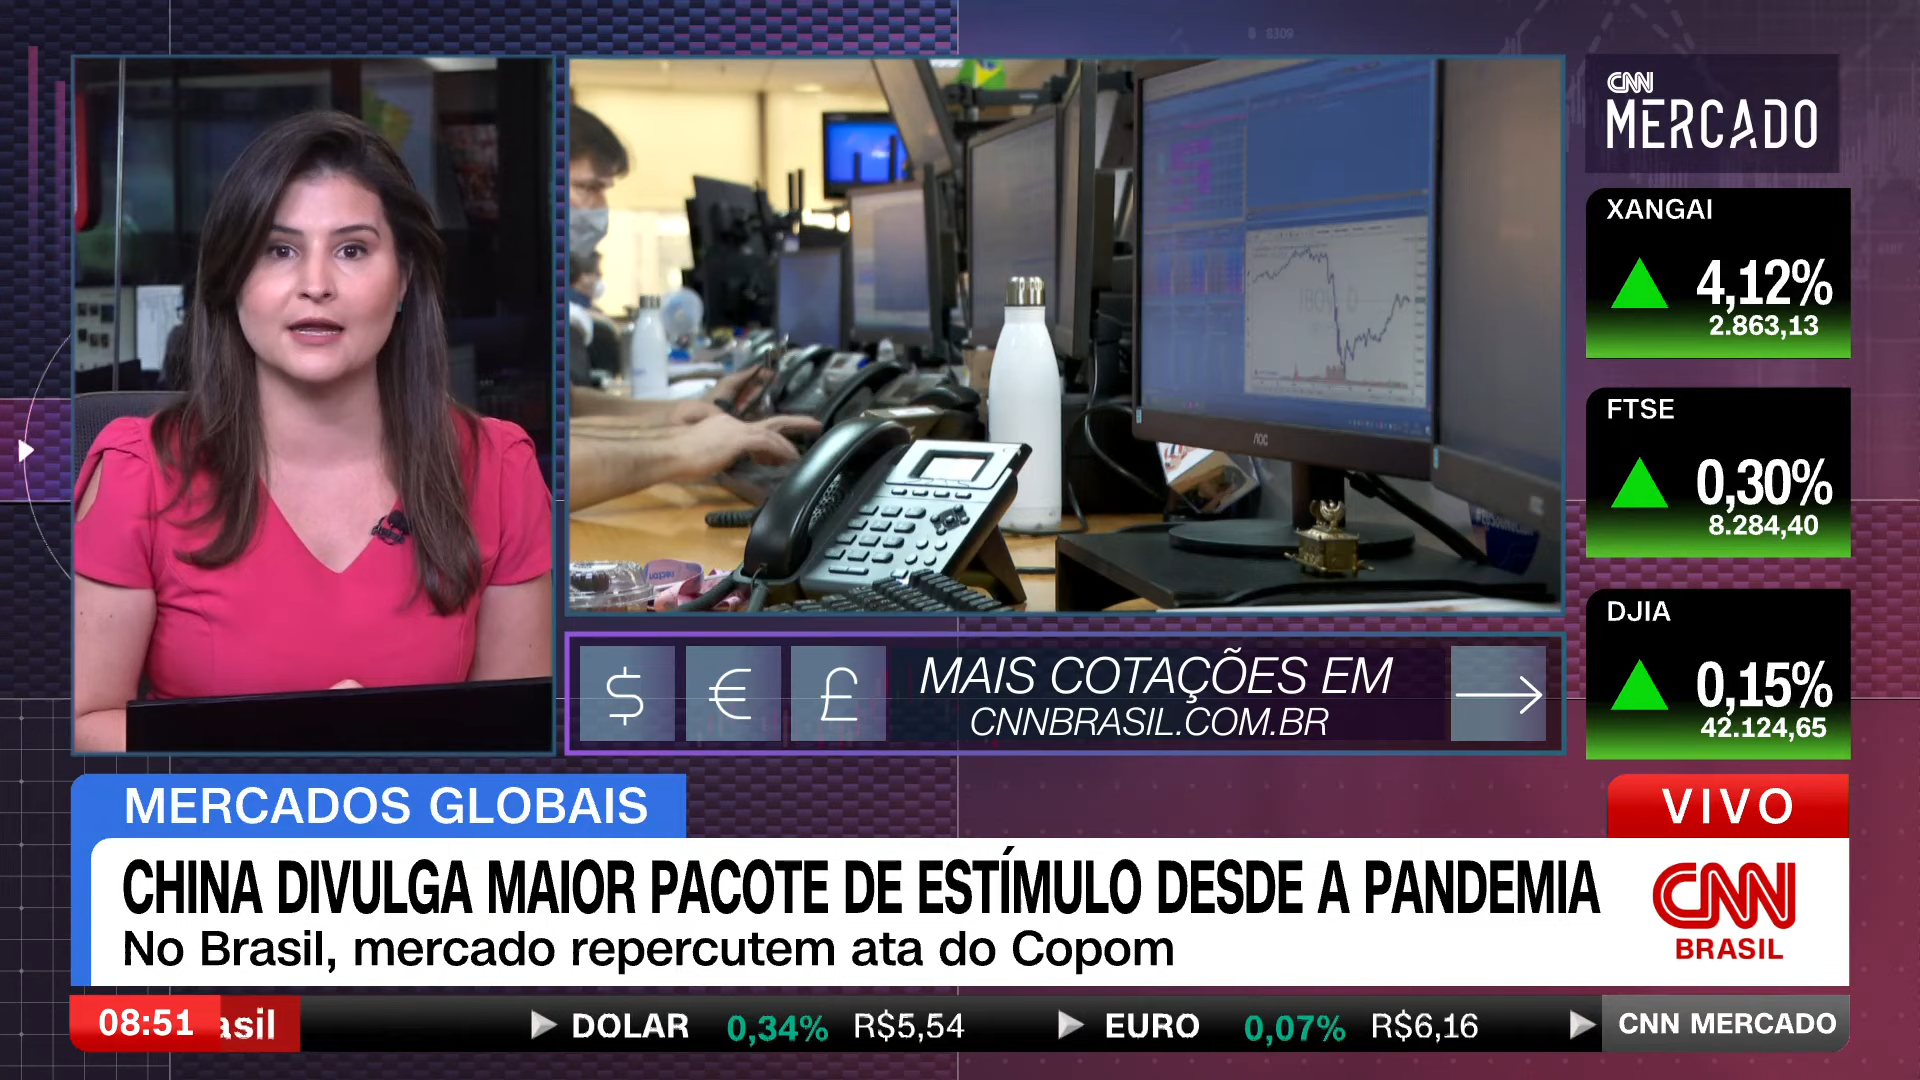 CNN
MERCADO
XANGAI
4,12%
2.863,13
FTSE
0,30%
8.284,40
DJIA
0,15%
42.124,65
AOC
$ € £
MAIS COTAÇÕES EM
CNNBRASIL.COM.BR
MERCADOS GLOBAIS
VIVO
CHINA DIVULGA MAIOR PACOTE DE ESTÍMULO DESDE A PANDEMIA
No Brasil, mercado repercutem ata do Copom
CNN
BRASIL
08:51 asil DOLAR 0,34% R$5,54 EURO 0,07% R$6,16 CNN MERCADO